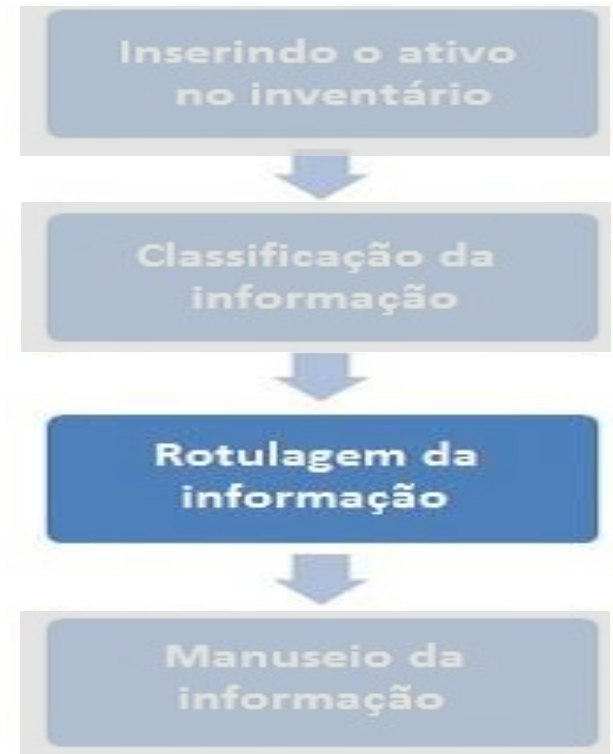 Inserindo o ativo
no inventário
Classificação da
informação
Rotulagem da
informação
Manuseio da
informação